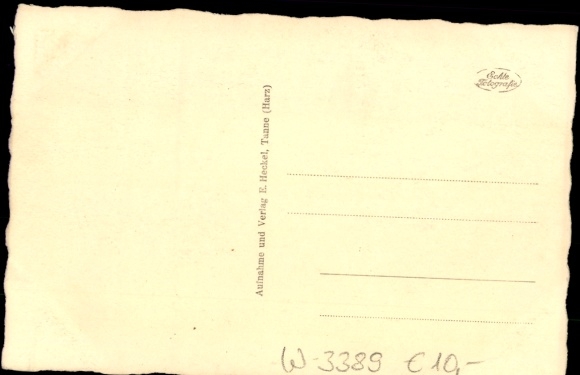 Echte
Fotografie
Aufnahme und Verlag E. Heckel, Tanne (Harz)
W-3389 € 10,-